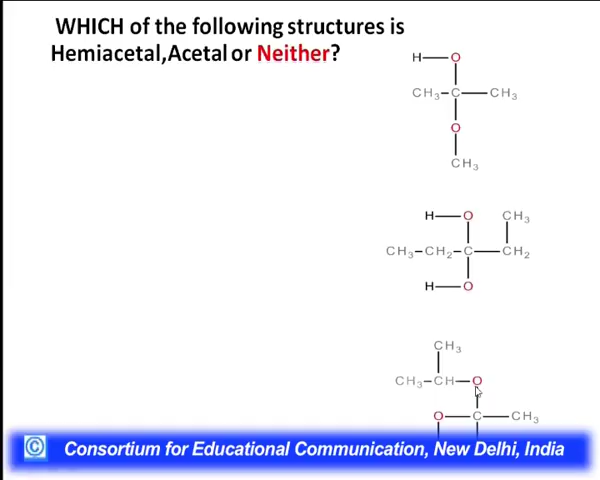 WHICH of the following structures is
Hemiacetal,Acetal or Neither?
H—O
CH3-C—CH3
O
CH3
H—O CH3
CH3-CH2-C—CH2
H—O
CH3
CH3-CH—O
O—C—CH3
© Consortium for Educational Communication, New Delhi, India